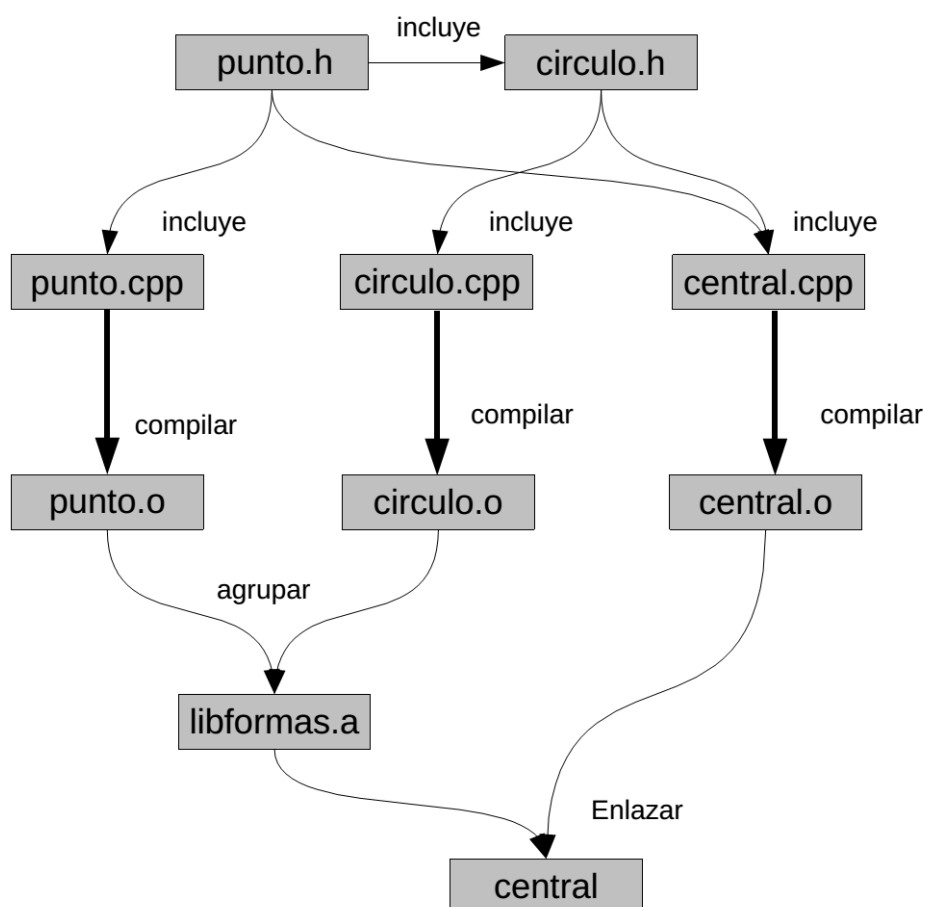 incluye
punto.h
circulo.h
incluye
incluye
incluye
punto.cpp
circulo.cpp
central.cpp
compilar
compilar
compilar
punto.o
circulo.o
central.o
agrupar
libformas.a
Enlazar
central